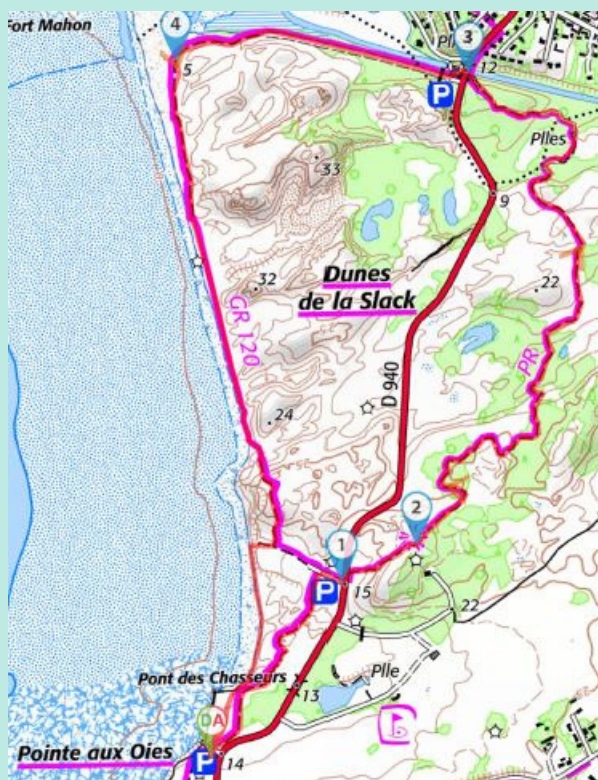 Fort Mahon
4
5
Plles
3
12
P
Plles
33
9
Dunes
de la Slack
32
22
GR 120
D 940
PR
24
2
1
P
15
22
Pont des Chasseurs
13
Plle
DA
Pointe aux Oies
P
14